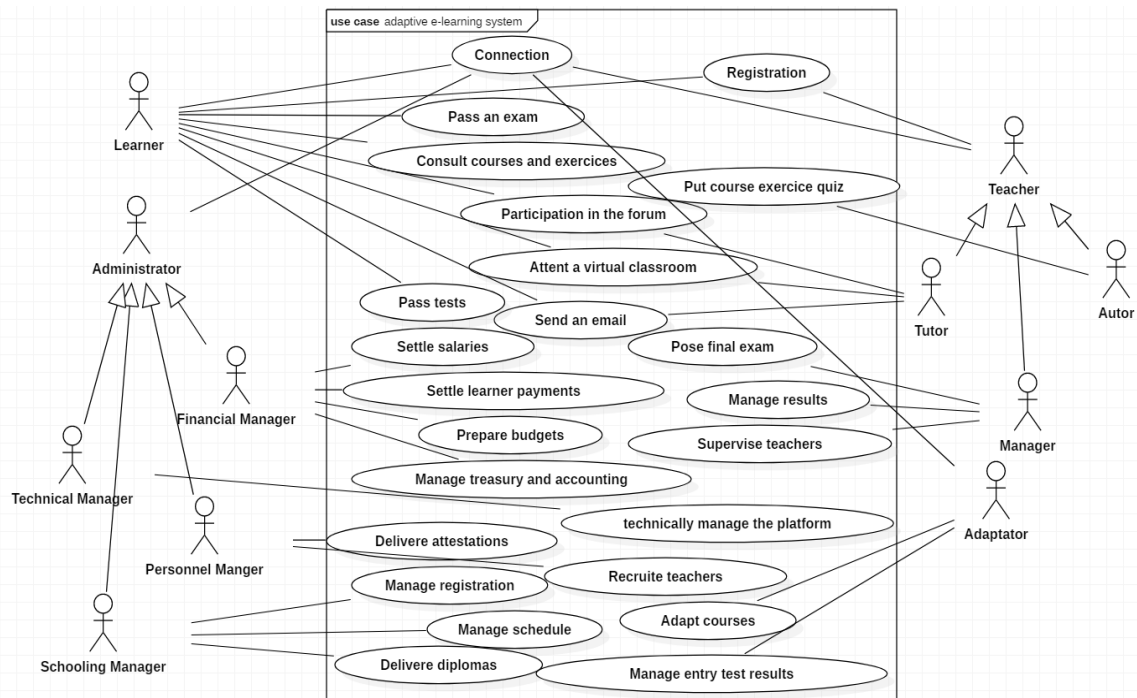 use case adaptive e-learning system
Connection
Registration
Learner
Pass an exam
Consult courses and exercices
Teacher
Put course exercice quiz
Participation in the forum
Administrator
Attent a virtual classroom
Pass tests
Send an email
Tutor
Autor
Settle salaries
Pose final exam
Settle learner payments
Manage results
Financial Manager
Prepare budgets
Supervise teachers
Manager
Manage treasury and accounting
Technical Manager
technically manage the platform
Adaptator
Delivere attestations
Personnel Manger
Recruite teachers
Manage registration
Adapt courses
Manage schedule
Schooling Manager
Delivere diplomas
Manage entry test results